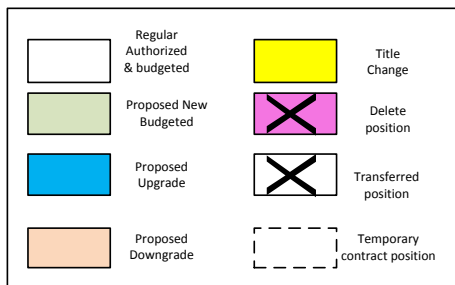 Regular
Authorized
& budgeted
Title
Change
Proposed New
Budgeted
Delete
position
Proposed
Upgrade
Transferred
position
Proposed
Downgrade
Temporary
contract position